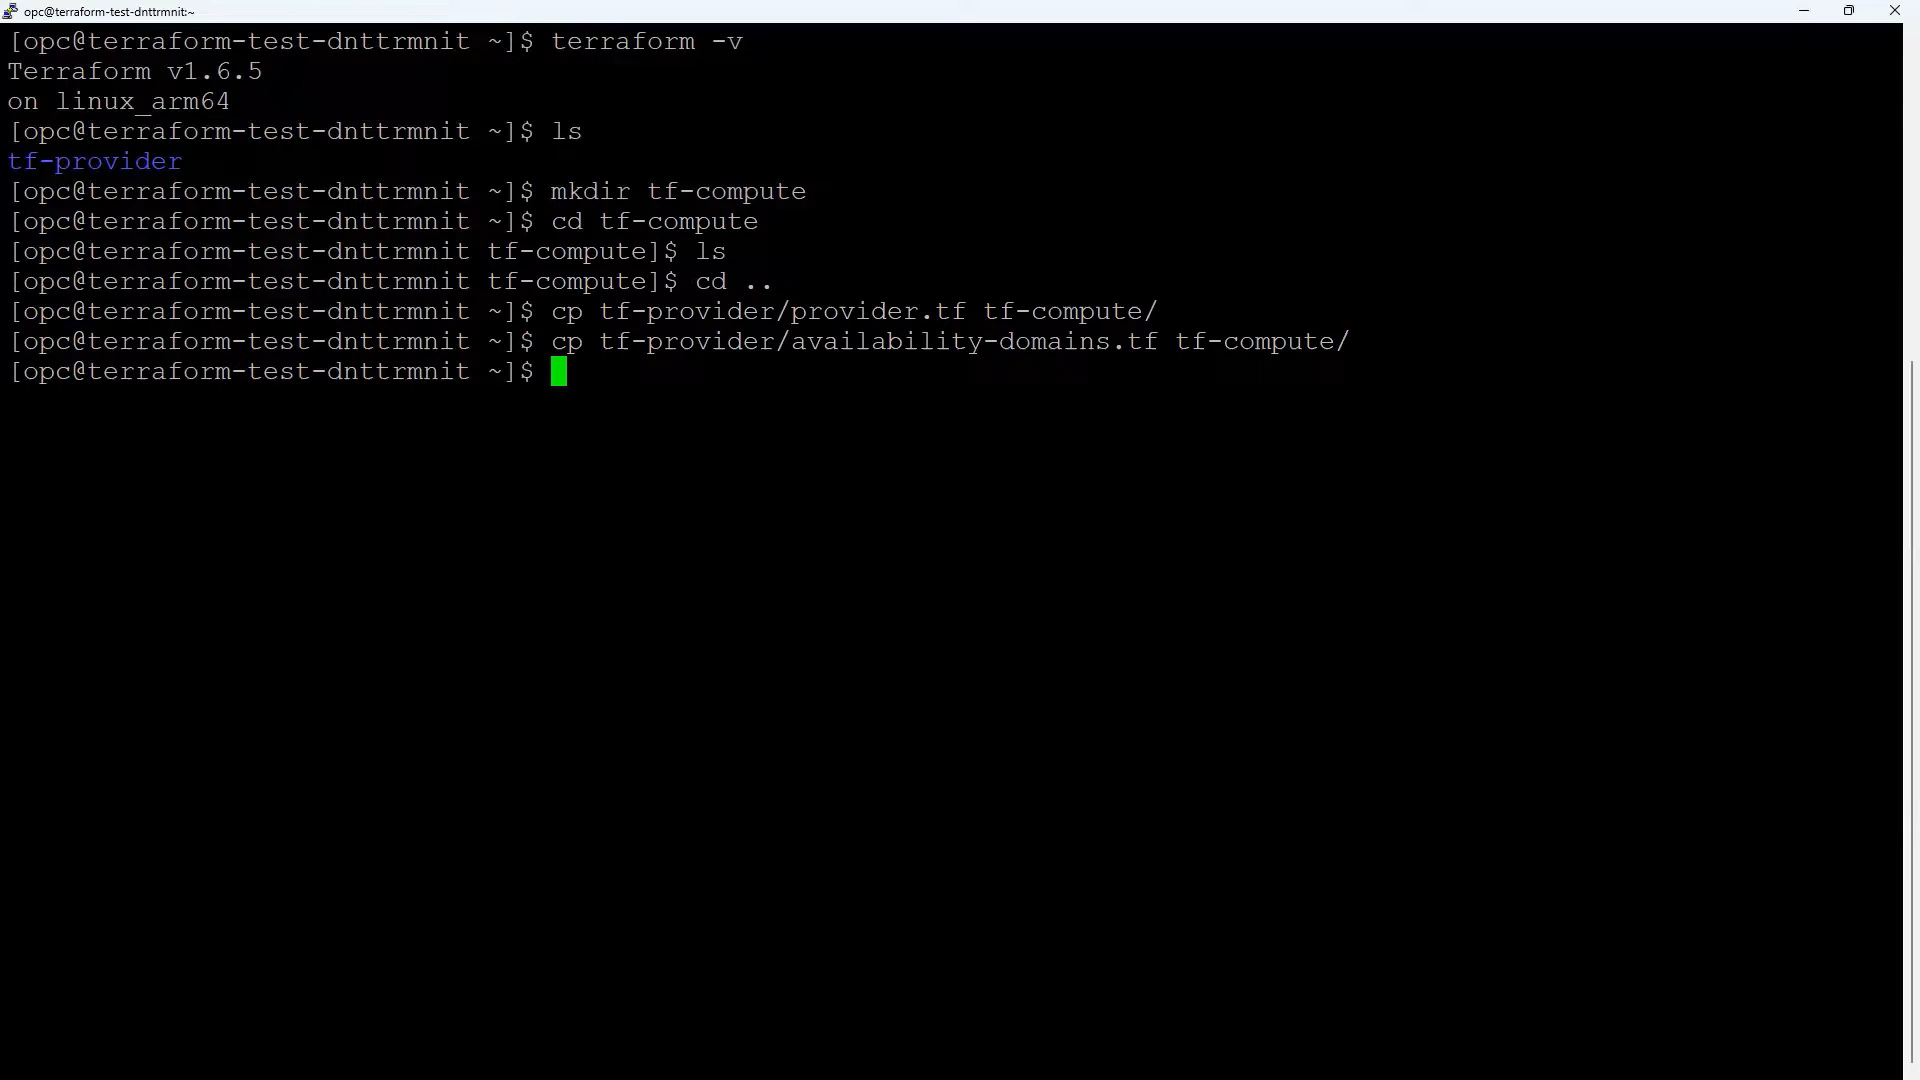 opc@terraform-test-dnttrmnit:~
[opc@terraform-test-dnttrmnit ~]$ terraform -v
Terraform v1.6.5
on linux_arm64
[opc@terraform-test-dnttrmnit ~]$ ls
tf-provider
[opc@terraform-test-dnttrmnit ~]$ mkdir tf-compute
[opc@terraform-test-dnttrmnit ~]$ cd tf-compute
[opc@terraform-test-dnttrmnit tf-compute]$ ls
[opc@terraform-test-dnttrmnit tf-compute]$ cd ..
[opc@terraform-test-dnttrmnit ~]$ cp tf-provider/provider.tf tf-compute/
[opc@terraform-test-dnttrmnit ~]$ cp tf-provider/availability-domains.tf tf-compute/
[opc@terraform-test-dnttrmnit ~]$